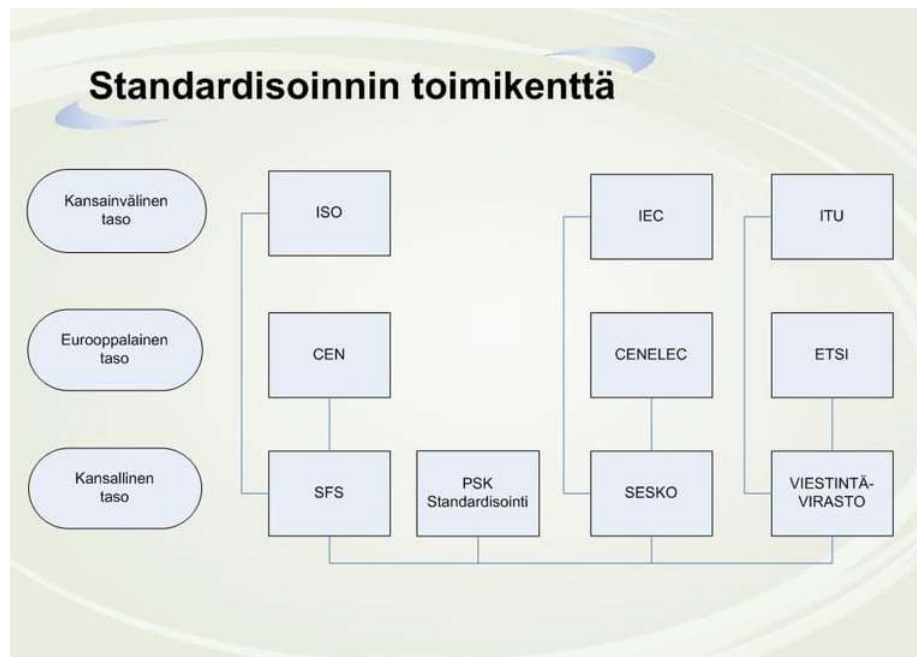 Standardisoinnin toimikenttä
Kansainvälinen
taso
ISO
IEC
ITU
Eurooppalainen
taso
CEN
CENELEC
ETSI
Kansallinen
taso
SFS
PSK
Standardisointi
SESKO
VIESTINTÄ-
VIRASTO